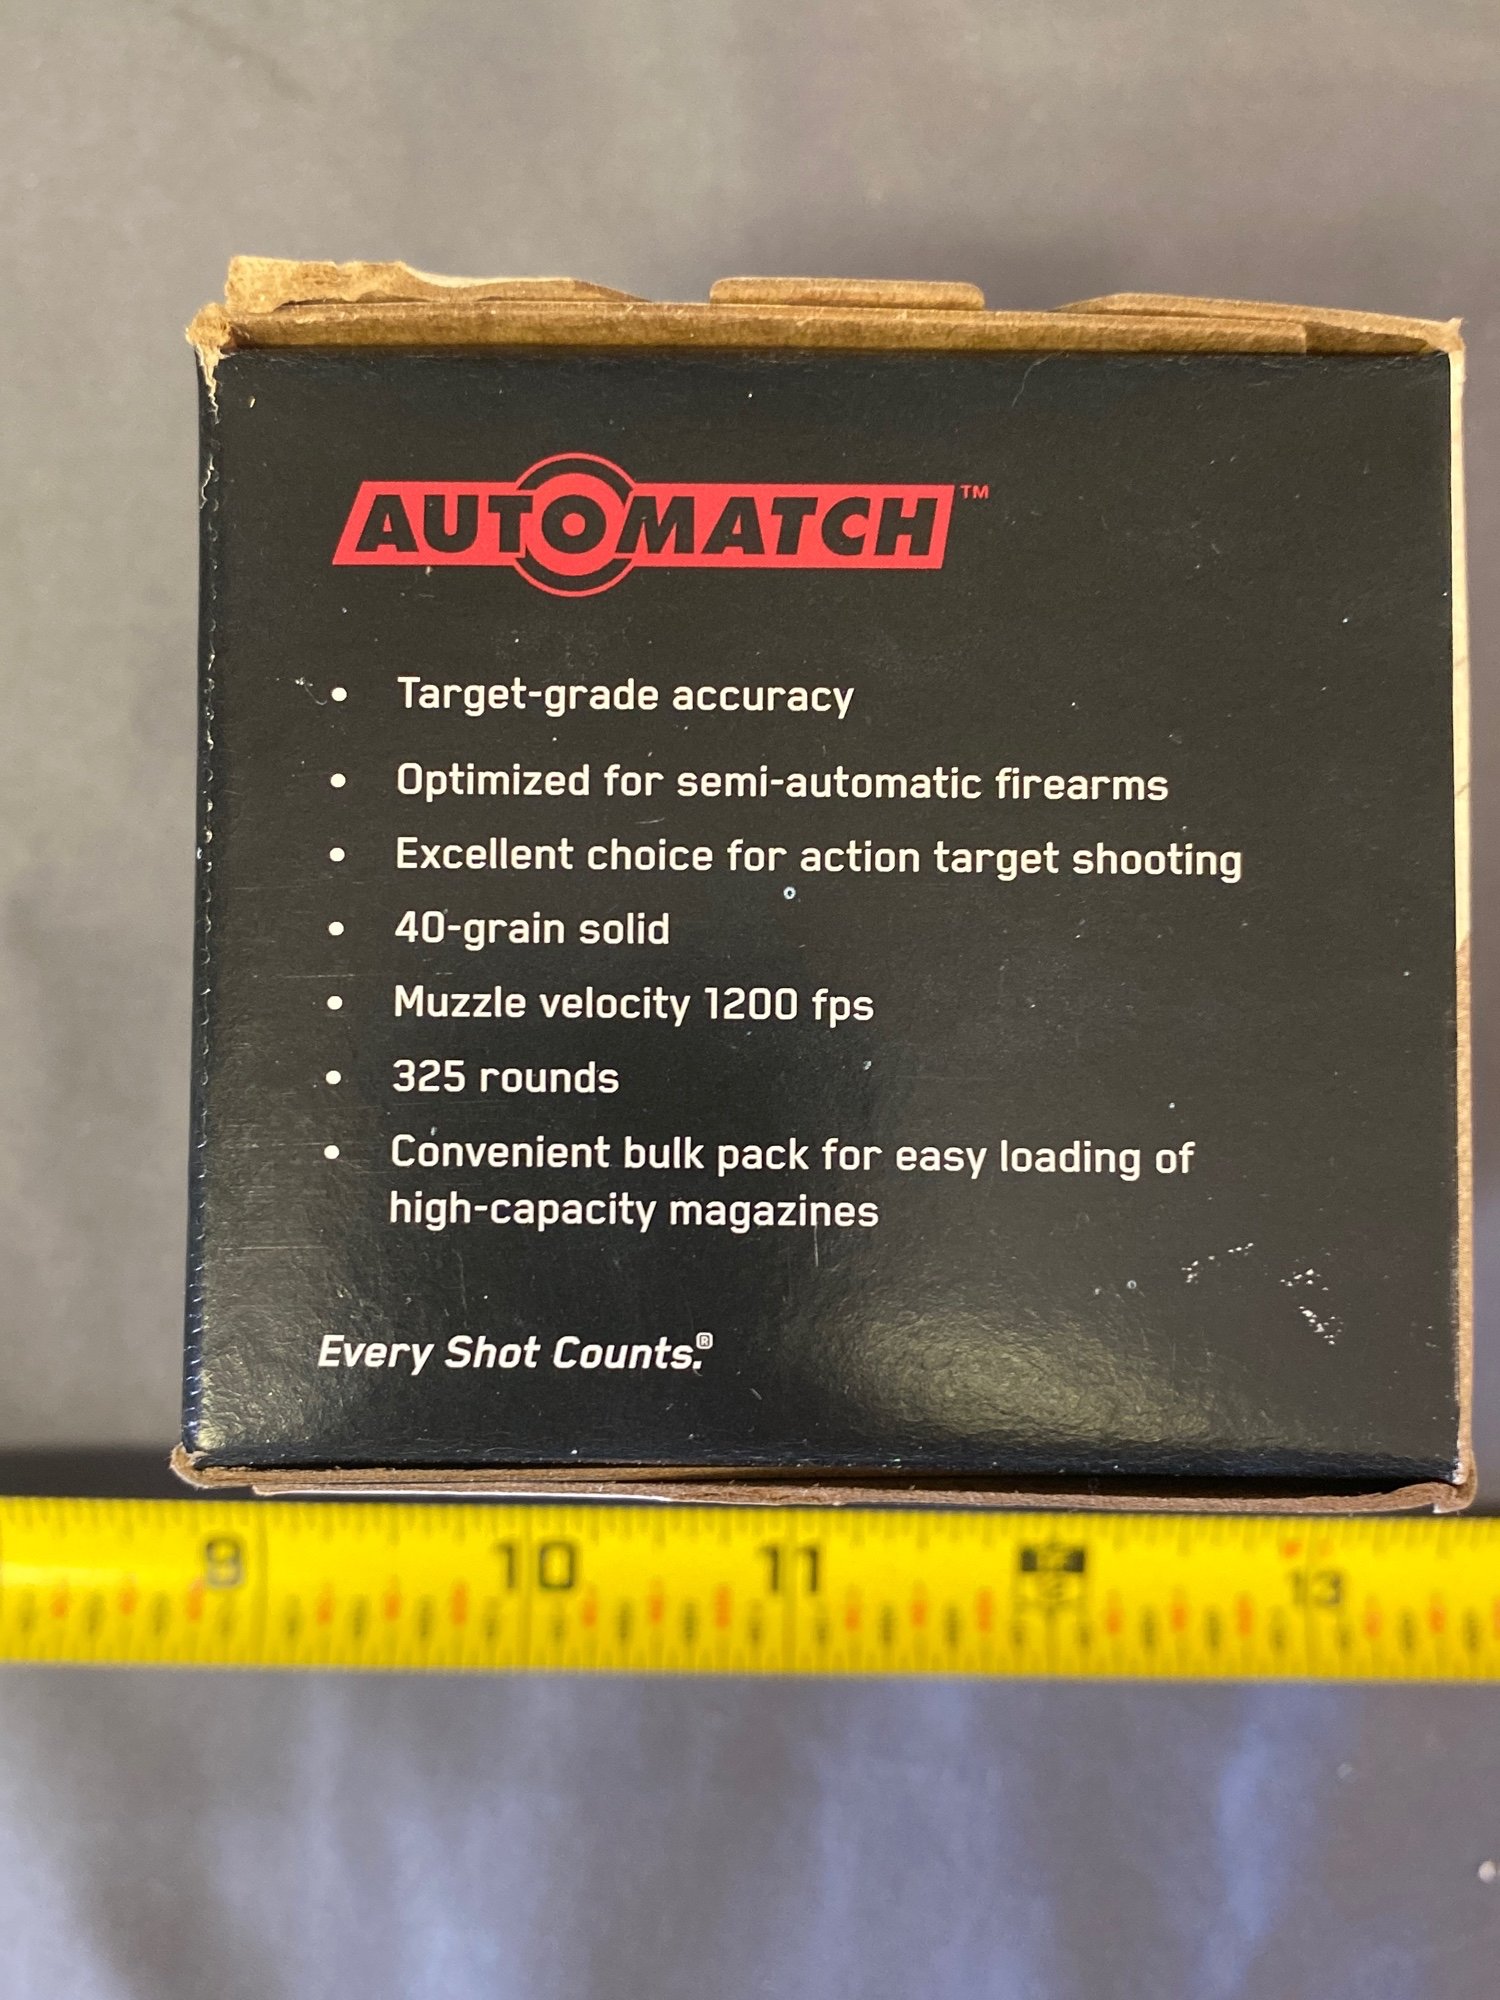 AUTOMATCH™
• Target-grade accuracy
• Optimized for semi-automatic firearms
• Excellent choice for action target shooting
• 40-grain solid
• Muzzle velocity 1200 fps
• 325 rounds
• Convenient bulk pack for easy loading of
high-capacity magazines
Every Shot Counts.®
9 10 11 13